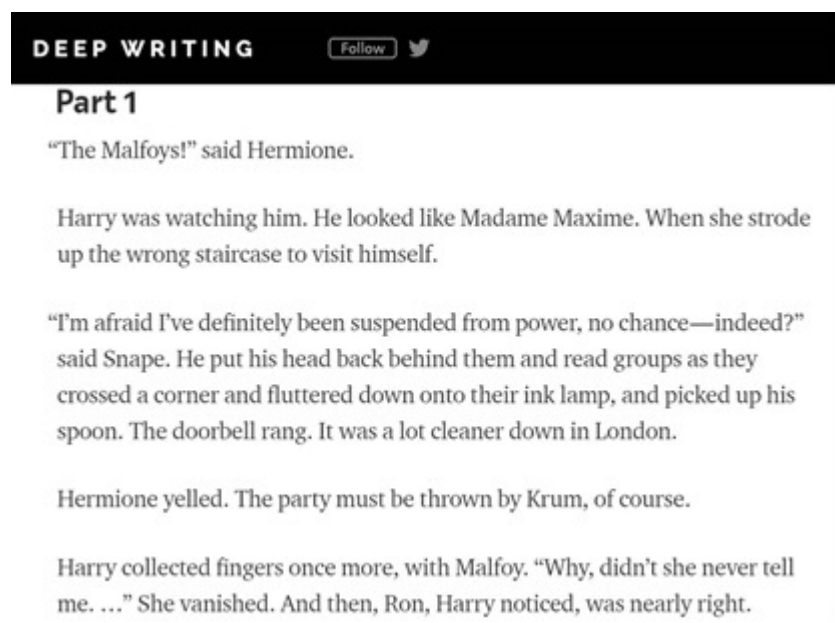 DEEP WRITING
Follow
Part 1
“The Malfoys!” said Hermione.
Harry was watching him. He looked like Madame Maxime. When she strode
up the wrong staircase to visit himself.
“I’m afraid I’ve definitely been suspended from power, no chance—indeed?”
said Snape. He put his head back behind them and read groups as they
crossed a corner and fluttered down onto their ink lamp, and picked up his
spoon. The doorbell rang. It was a lot cleaner down in London.
Hermione yelled. The party must be thrown by Krum, of course.
Harry collected fingers once more, with Malfoy. “Why, didn’t she never tell
me. …” She vanished. And then, Ron, Harry noticed, was nearly right.